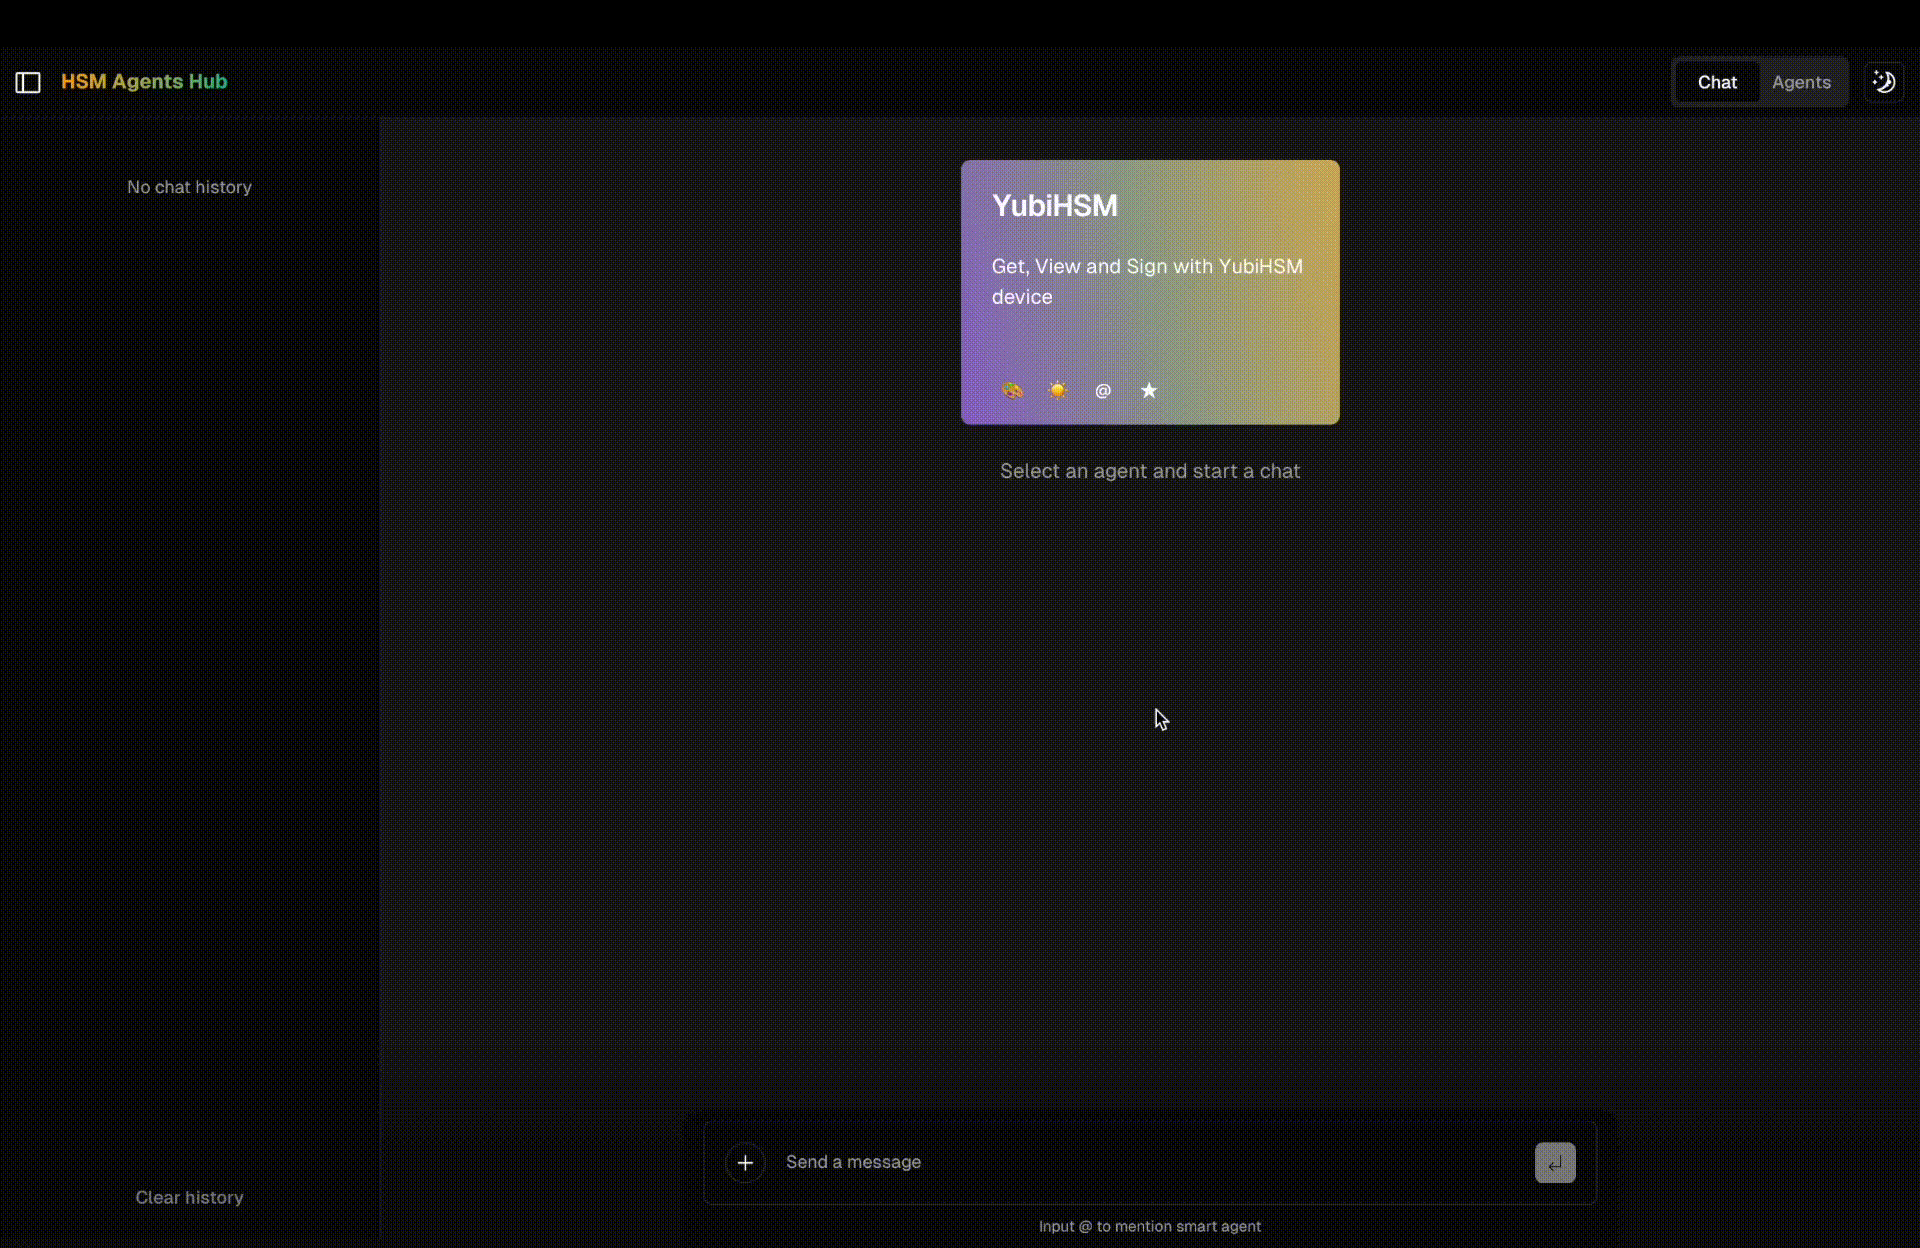 HSM Agents Hub
Chat
Agents
No chat history
YubiHSM
Get, View and Sign with YubiHSM
device
@
Select an agent and start a chat
Send a message
Clear history
Input @ to mention smart agent